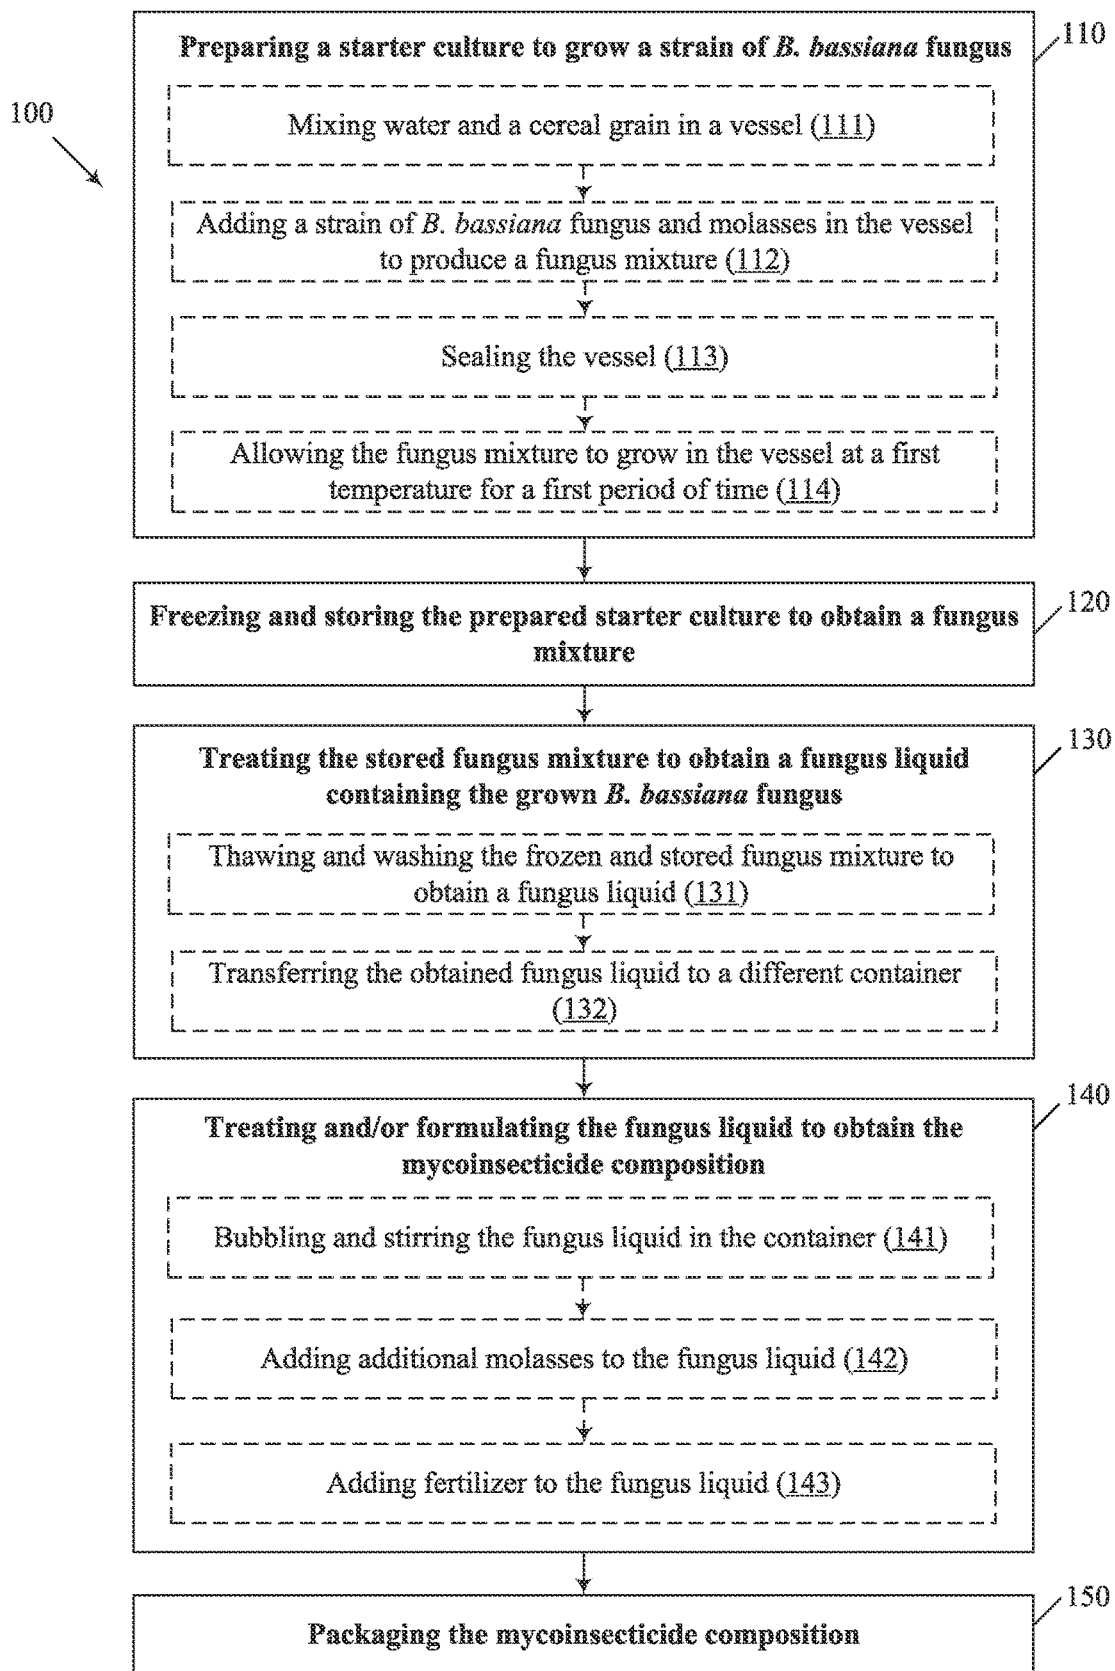 100
Preparing a starter culture to grow a strain of B. bassiana fungus
110
Mixing water and a cereal grain in a vessel (111)
Adding a strain of B. bassiana fungus and molasses in the vessel
to produce a fungus mixture (112)
Sealing the vessel (113)
Allowing the fungus mixture to grow in the vessel at a first
temperature for a first period of time (114)
Freezing and storing the prepared starter culture to obtain a fungus
mixture
120
Treating the stored fungus mixture to obtain a fungus liquid
containing the grown B. bassiana fungus
130
Thawing and washing the frozen and stored fungus mixture to
obtain a fungus liquid (131)
Transferring the obtained fungus liquid to a different container
(132)
Treating and/or formulating the fungus liquid to obtain the
mycoinsecticide composition
140
Bubbling and stirring the fungus liquid in the container (141)
Adding additional molasses to the fungus liquid (142)
Adding fertilizer to the fungus liquid (143)
Packaging the mycoinsecticide composition
150